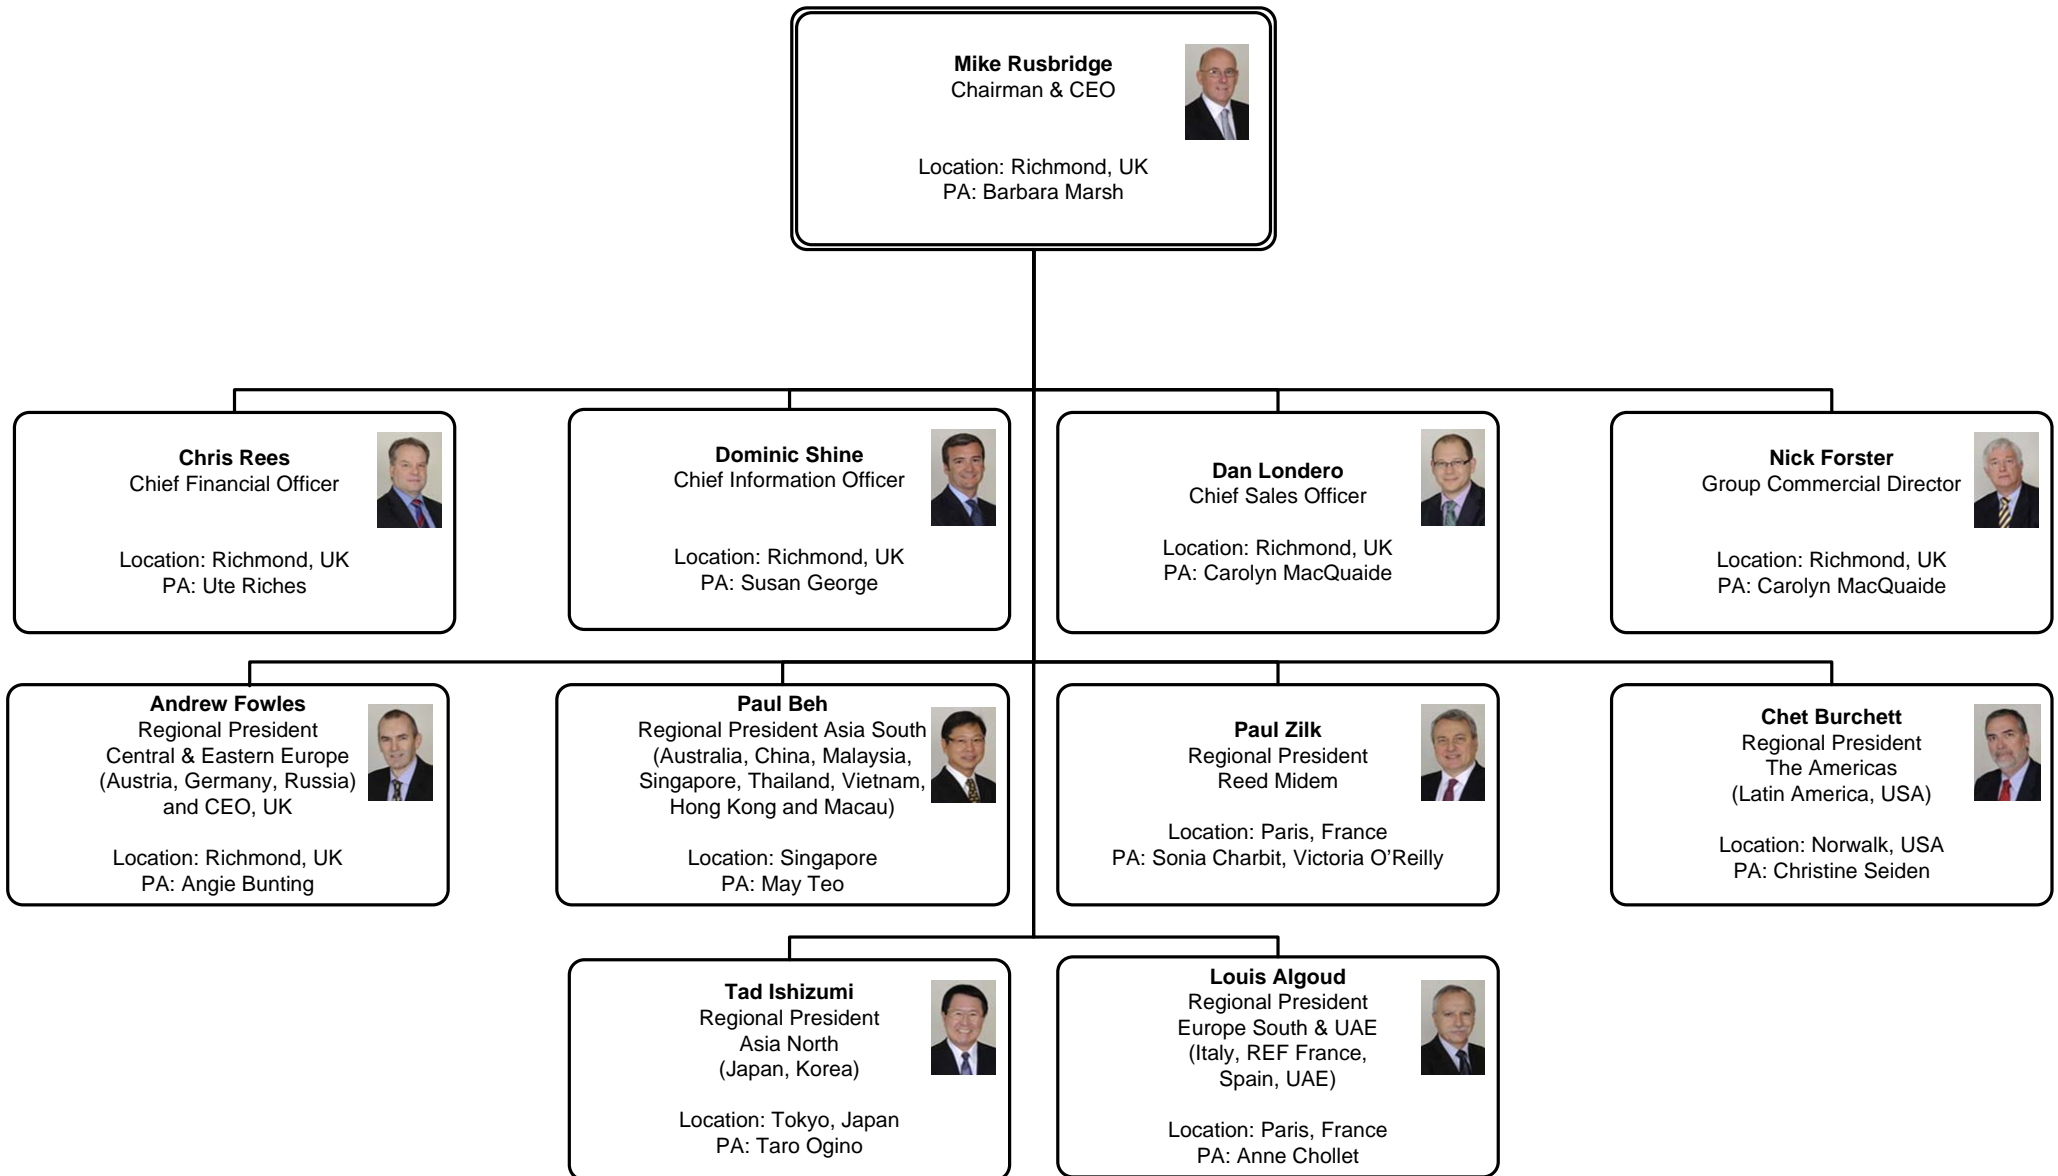 Mike Rusbridge
Chairman & CEO
Location: Richmond, UK
PA: Barbara Marsh
Chris Rees
Chief Financial Officer
Location: Richmond, UK
PA: Ute Riches
Dominic Shine
Chief Information Officer
Location: Richmond, UK
PA: Susan George
Dan Londero
Chief Sales Officer
Location: Richmond, UK
PA: Carolyn MacQuaide
Nick Forster
Group Commercial Director
Location: Richmond, UK
PA: Carolyn MacQuaide
Andrew Fowles
Regional President
Central & Eastern Europe
(Austria, Germany, Russia)
and CEO, UK
Location: Richmond, UK
PA: Angie Bunting
Paul Beh
Regional President Asia South
(Australia, China, Malaysia,
Singapore, Thailand, Vietnam,
Hong Kong and Macau)
Location: Singapore
PA: May Teo
Paul Zilk
Regional President
Reed Midem
Location: Paris, France
PA: Sonia Charbit, Victoria O’Reilly
Chet Burchett
Regional President
The Americas
(Latin America, USA)
Location: Norwalk, USA
PA: Christine Seiden
Tad Ishizumi
Regional President
Asia North
(Japan, Korea)
Location: Tokyo, Japan
PA: Taro Ogino
Louis Algoud
Regional President
Europe South & UAE
(Italy, REF France,
Spain, UAE)
Location: Paris, France
PA: Anne Chollet